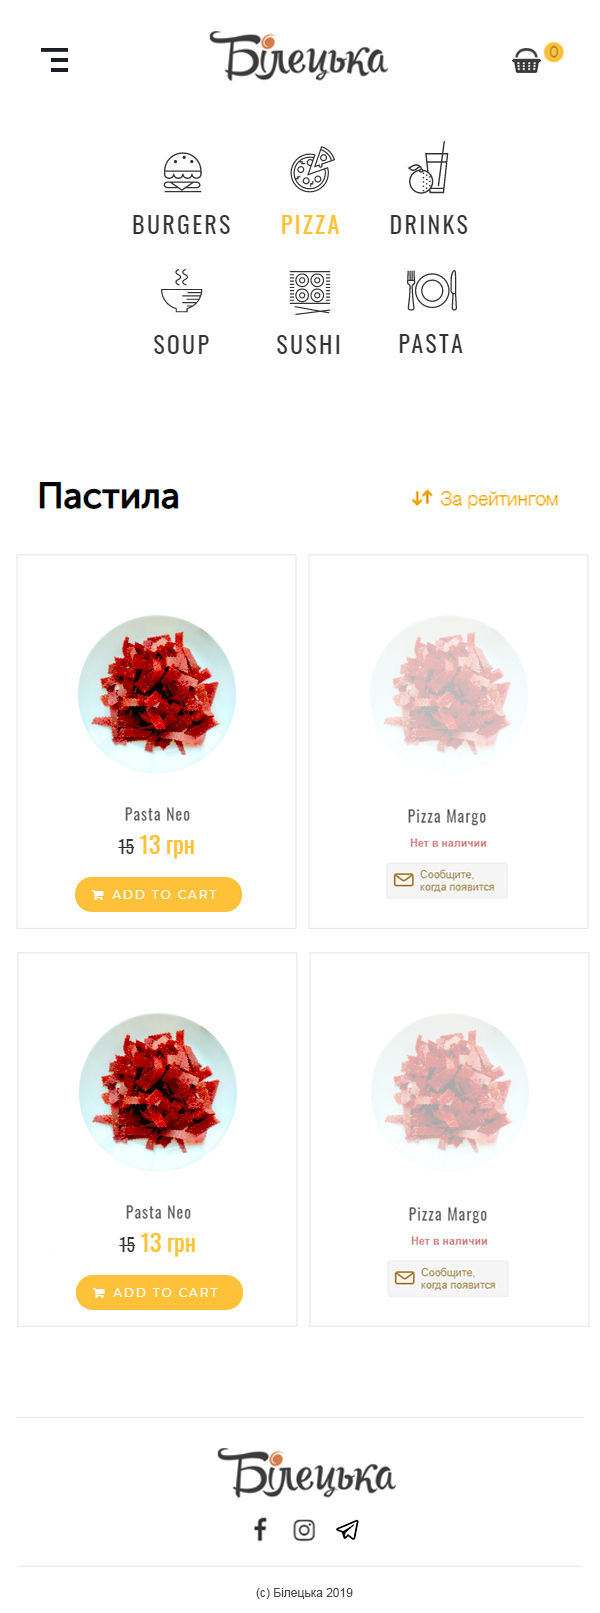 Білецька
0
BURGERS PIZZA DRINKS
SOUP SUSHI PASTA
Пастила
За рейтингом
Pasta Neo
15 13 грн
ADD TO CART
Pizza Margo
Нет в наличии
Сообщите,
когда появится
Pasta Neo
15 13 грн
ADD TO CART
Pizza Margo
Нет в наличии
Сообщите,
когда появится
Білецька
(c) Білецька 2019